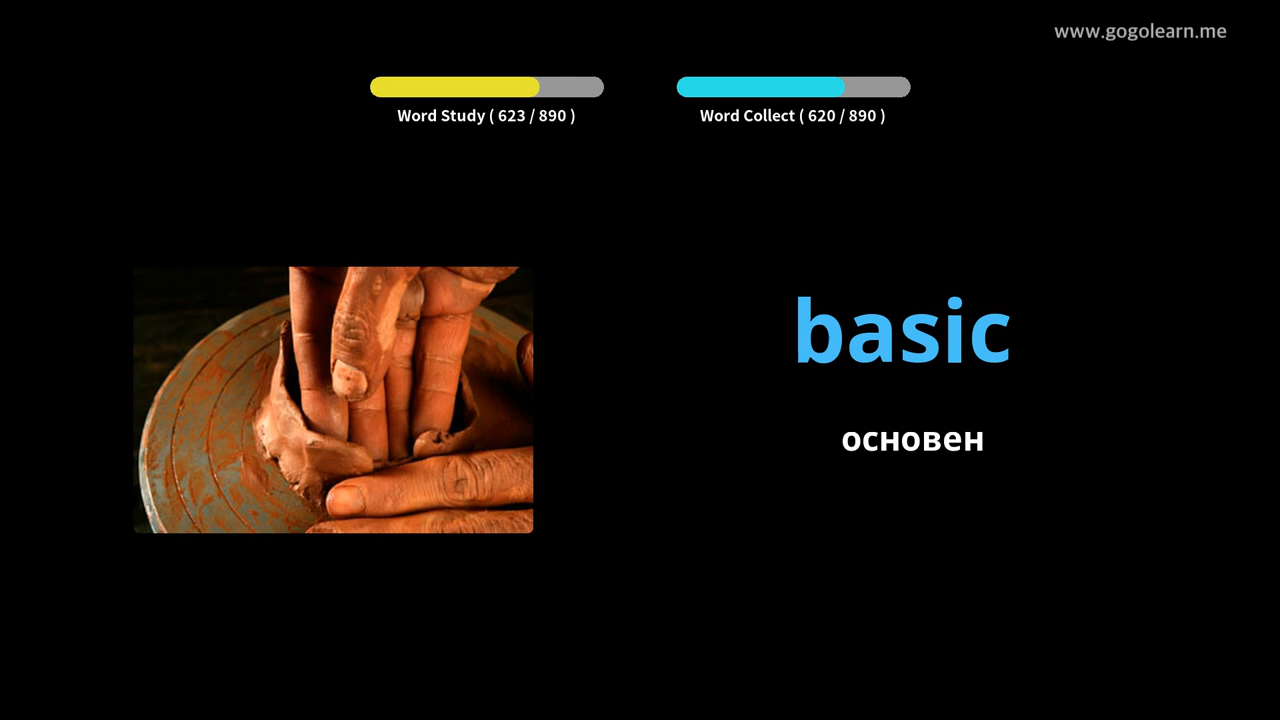 www.gogolearn.me
Word Study ( 623 / 890 )
Word Collect ( 620 / 890 )
basic
основен